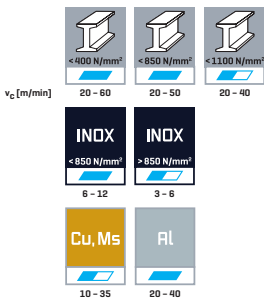 <400 N/mm² <850 N/mm² <1100 N/mm²
v꜀ [m/min] 20 – 60 20 – 50 20 – 40
INOX INOX
<850 N/mm² >850 N/mm²
6 – 12 3 – 6
Cu, Ms Al
10 – 35 20 – 40